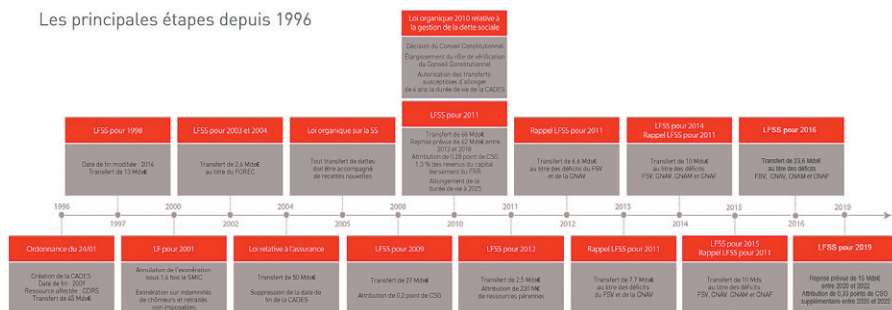 Les principales étapes depuis 1996
Loi organique 2010 relative à
la gestion de la dette sociale
Décision du Conseil Constitutionnel
Élargissement du rôle de vérification
du Conseil Constitutionnel
Autorisation des transferts
susceptibles d'allonger
de 4 ans la durée de vie de la CADES
LFSS pour 1998
Date de fin modifiée : 2014
Transfert de 13 Mds€
LFSS pour 2003 et 2004
Transfert de 2,4 Mds€
au titre du FOREC
Loi organique sur la SS
Tout transfert de dettes
doit être accompagné
de recettes nouvelles
LFSS pour 2011
Transfert de 68 Mds€
Reprise prévue de 62 Mds€ entre
2012 et 2018
Attribution de 0,28 point de CSG
1,3 % des revenus du capital
Versement du FRR
Allongement de la
durée de vie à 2025
Rappel LFSS pour 2011
Transfert de 6,6 Mds€
au titre des déficits du FSV
et de la CNAV
LFSS pour 2014
Rappel LFSS pour 2011
Transfert de 10 Mds€
au titre des déficits
FSV, CNAV, CNAM et CNAF
LFSS pour 2016
Transfert de 23,6 Mds€
au titre des déficits
FSV, CNAV, CNAM et CNAF
1996
2000
2004
2008
2011
2013
2015
2019
1997
2002
2005
2010
2012
2014
2016
Ordonnance du 24/01
Création de la CADES
Date de fin : 2009
Ressource affectée : CDRS
Transfert de 45 Mds€
LF pour 2001
Annulation de l'exonération
sous 1,4 fois le SMIC
Exonération sur indemnités
de chômeurs et retraités
non imposables
Loi relative à l'assurance
Transfert de 50 Mds€
Suppression de la date de
fin de la CADES
LFSS pour 2009
Transfert de 27 Mds€
Attribution de 0,2 point de CSG
LFSS pour 2012
Transfert de 2,5 Mds€
Attribution de 220 M€
de ressources pérennes
Rappel LFSS pour 2011
Transfert de 7,7 Mds€
au titre des déficits
du FSV et de la CNAV
LFSS pour 2015
Rappel LFSS pour 2011
Transfert de 10 Mds
au titre des déficits
FSV, CNAV, CNAM et CNAF
LFSS pour 2019
Reprise prévue de 15 Mds€
entre 2020 et 2022
Attribution de 0,33 points de CSG
supplémentaire entre 2020 et 2022